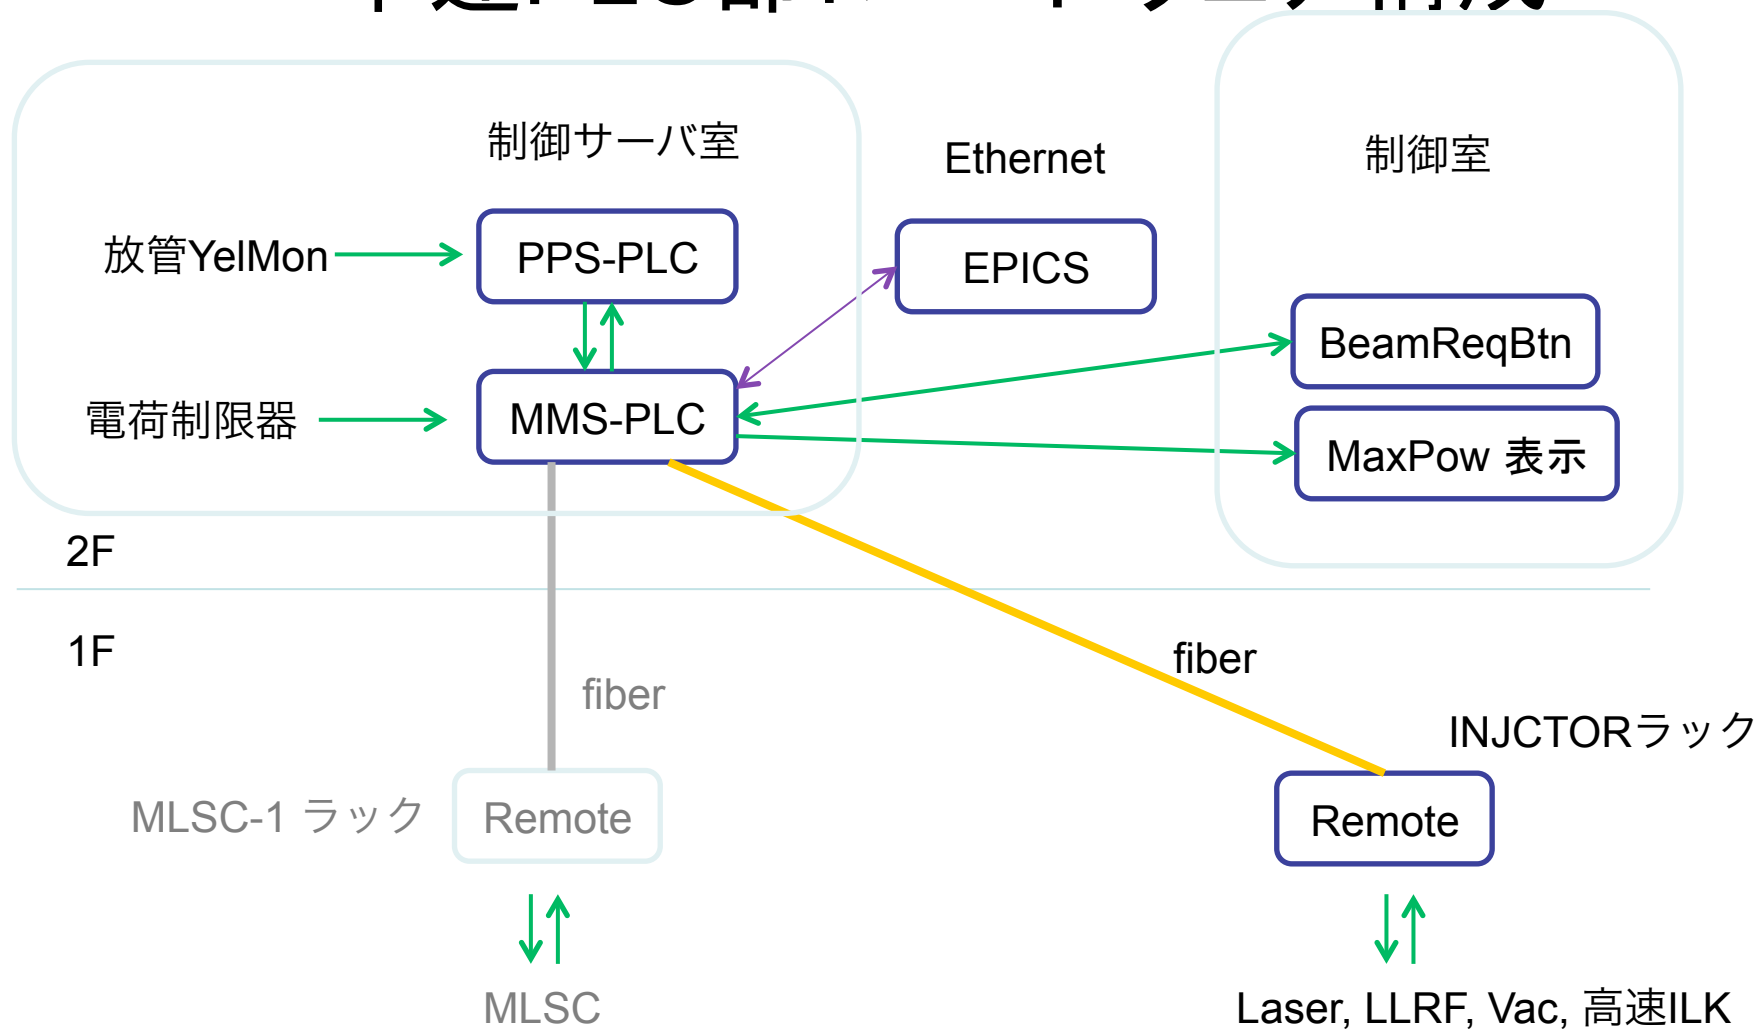 制御サーバ室
Ethernet
制御室
放管YelMon
PPS-PLC
EPICS
BeamReqBtn
電荷制限器
MMS-PLC
MaxPow 表示
2F
1F
fiber
fiber
INJCTORラック
MLSC-1 ラック
Remote
Remote
MLSC
Laser, LLRF, Vac, 高速ILK